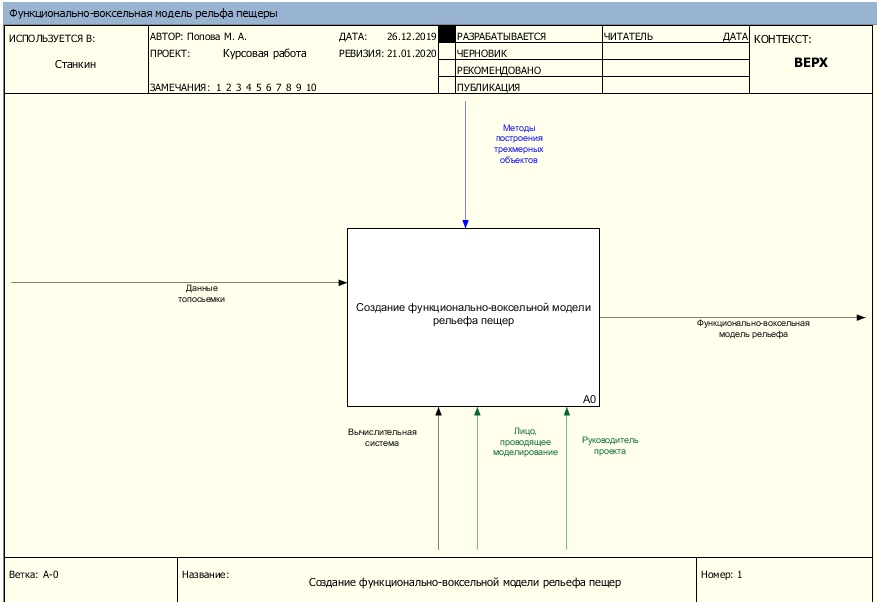 Функционально-воксельная модель рельфа пещеры
ИСПОЛЬЗУЕТСЯ В:
Станкин
АВТОР: Попова М. А.
ДАТА: 26.12.2019
ПРОЕКТ: Курсовая работа
РЕВИЗИЯ: 21.01.2020
ЗАМЕЧАНИЯ: 1 2 3 4 5 6 7 8 9 10
РАЗРАБАТЫВАЕТСЯ
ЧЕРНОВИК
РЕКОМЕНДОВАНО
ПУБЛИКАЦИЯ
ЧИТАТЕЛЬ ДАТА
КОНТЕКСТ:
ВЕРХ
Методы
построения
трехмерных
объектов
Данные
топосьемки
Создание функционально-воксельной модели
рельефа пещер
A0
Функционально-воксельная
модель рельефа
Вычислительная
система
Лицо,
проводящее
моделирование
Руководитель
проекта
Ветка: A-0
Название:
Создание функционально-воксельной модели рельефа пещер
Номер: 1